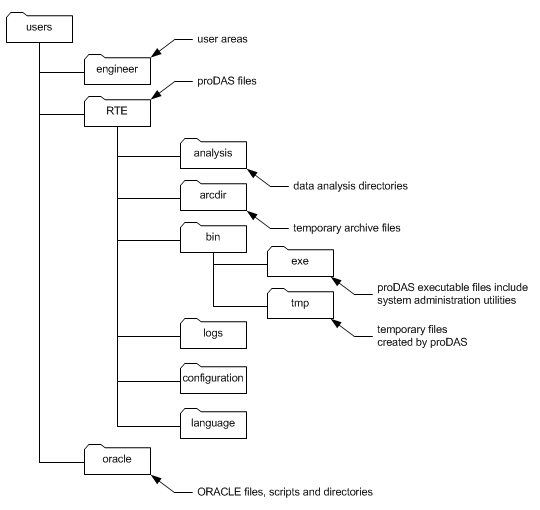 users
user areas
engineer
proDAS files
RTE
analysis
data analysis directories
arcdir
temporary archive files
bin
exe
proDAS executable files include
system administration utilities
tmp
temporary files
created by proDAS
logs
configuration
language
oracle
ORACLE files, scripts and directories